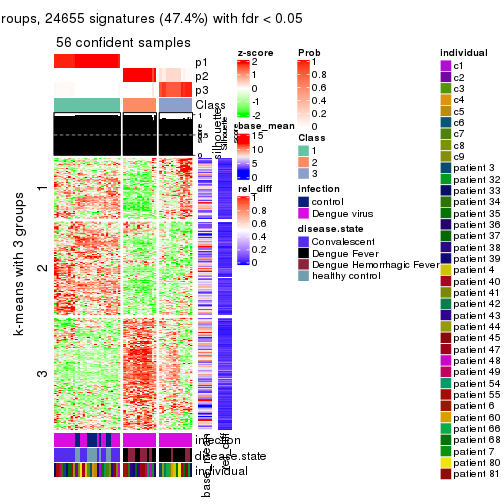 roups, 24655 signatures (47.4%) with fdr < 0.05
56 confident samples
p1
p2
p3
Class
1
0.5
0
silhouette
score
Silhouette
k-means with 3 groups
1
2
3
infection
disease.state
individual
base_mean
rel_diff
z-score
2
1
0
-1
-2
base_mean
15
10
5
0
rel_diff
1
0.8
0.6
0.4
0.2
0
Prob
1
0.8
0.6
0.4
0.2
0
Class
1
2
3
infection
control
Dengue virus
disease.state
Convalescent
Dengue Fever
Dengue Hemorrhagic Fever
healthy control
individual
c1
c2
c3
c4
c5
c6
c7
c8
c9
patient 3
patient 32
patient 33
patient 34
patient 35
patient 36
patient 37
patient 38
patient 39
patient 4
patient 40
patient 41
patient 42
patient 43
patient 44
patient 45
patient 47
patient 48
patient 49
patient 54
patient 55
patient 6
patient 60
patient 66
patient 68
patient 7
patient 80
patient 81